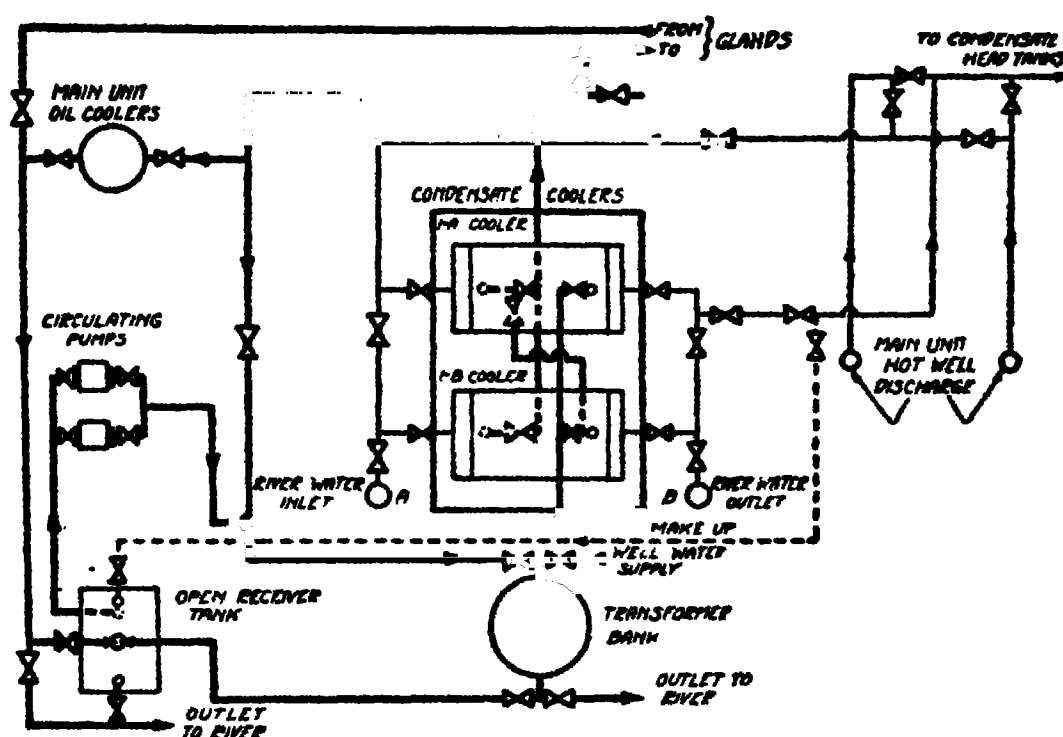 FROM
TO
} GLANDS
TO CONDENSATE
HEAD TANKS
MAIN UNIT
OIL COOLERS
CONDENSATE COOLERS
COOLER
CIRCULATING
PUMPS
COOLER
MAIN UNIT
HOT WELL
DISCHARGE
RIVER WATER
INLET
A
B
RIVER WATER
OUTLET
MAKE UP
WELL WATER
SUPPLY
OPEN RECEIVER
TANK
TRANSFORMER
BANK
OUTLET TO
RIVER
OUTLET
TO RIVER